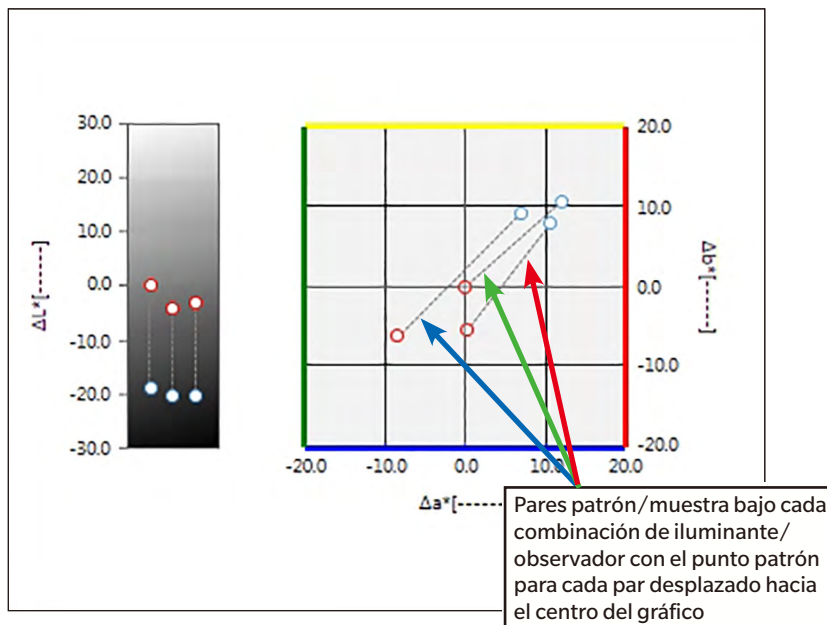 30.0
20.0
10.0
0.0
-10.0
-20.0
-30.0
ΔL*[-----]
20.0
10.0
0.0
-10.0
-20.0
Δb*[-----]
-20.0 -10.0 0.0 10.0 20.0
Δa*[-----
Pares patrón/muestra bajo cada
combinación de iluminante/
observador con el punto patrón
para cada par desplazado hacia
el centro del gráfico